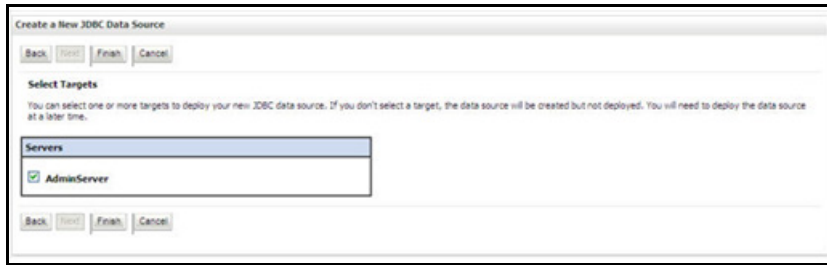 Create a New JDBC Data Source
Back Next Finish Cancel
Select Targets
You can select one or more targets to deploy your new JDBC data source. If you don't select a target, the data source will be created but not deployed. You will need to deploy the data source
at a later time.
Servers
AdminServer
Back Next Finish Cancel